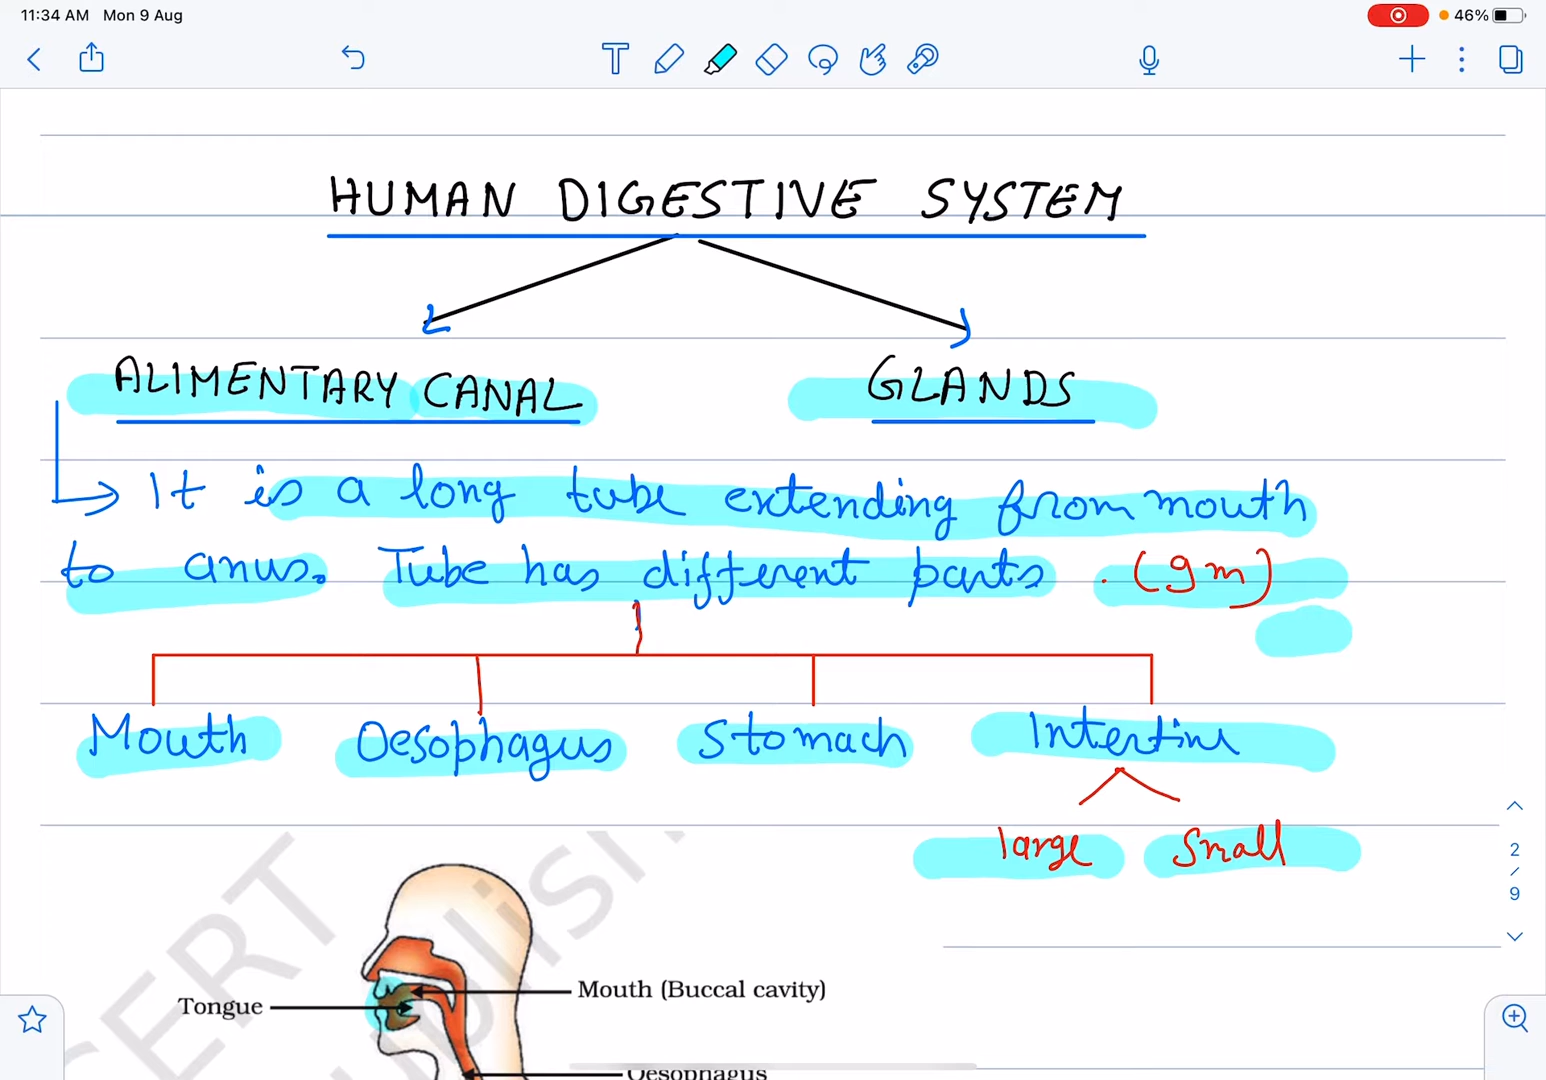 11:34 AM Mon 9 Aug
46%
HUMAN DIGESTIVE SYSTEM
ALIMENTARY CANAL GLANDS
It is a long tube extending from mouth
to anus. Tube has different parts. (9m)
Mouth Oesophagus Stomach Intertine
large small
2
/
9
Mouth (Buccal cavity)
Tongue
Oesophagus